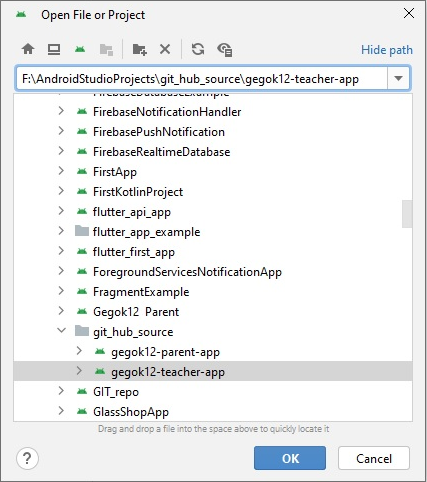 Open File or Project
Hide path
F:\AndroidStudioProjects\git_hub_source\gegok12-teacher-app
FirebaseDatabaseExample
FirebaseNotificationHandler
FirebasePushNotification
FirebaseRealtimeDatabase
FirstApp
FirstKotlinProject
flutter_api_app
flutter_app_example
flutter_first_app
ForegroundServicesNotificationApp
FragmentExample
Gegok12 Parent
git_hub_source
gegok12-parent-app
gegok12-teacher-app
GIT_repo
GlassShopApp
Drag and drop a file into the space above to quickly locate it
?
OK
Cancel